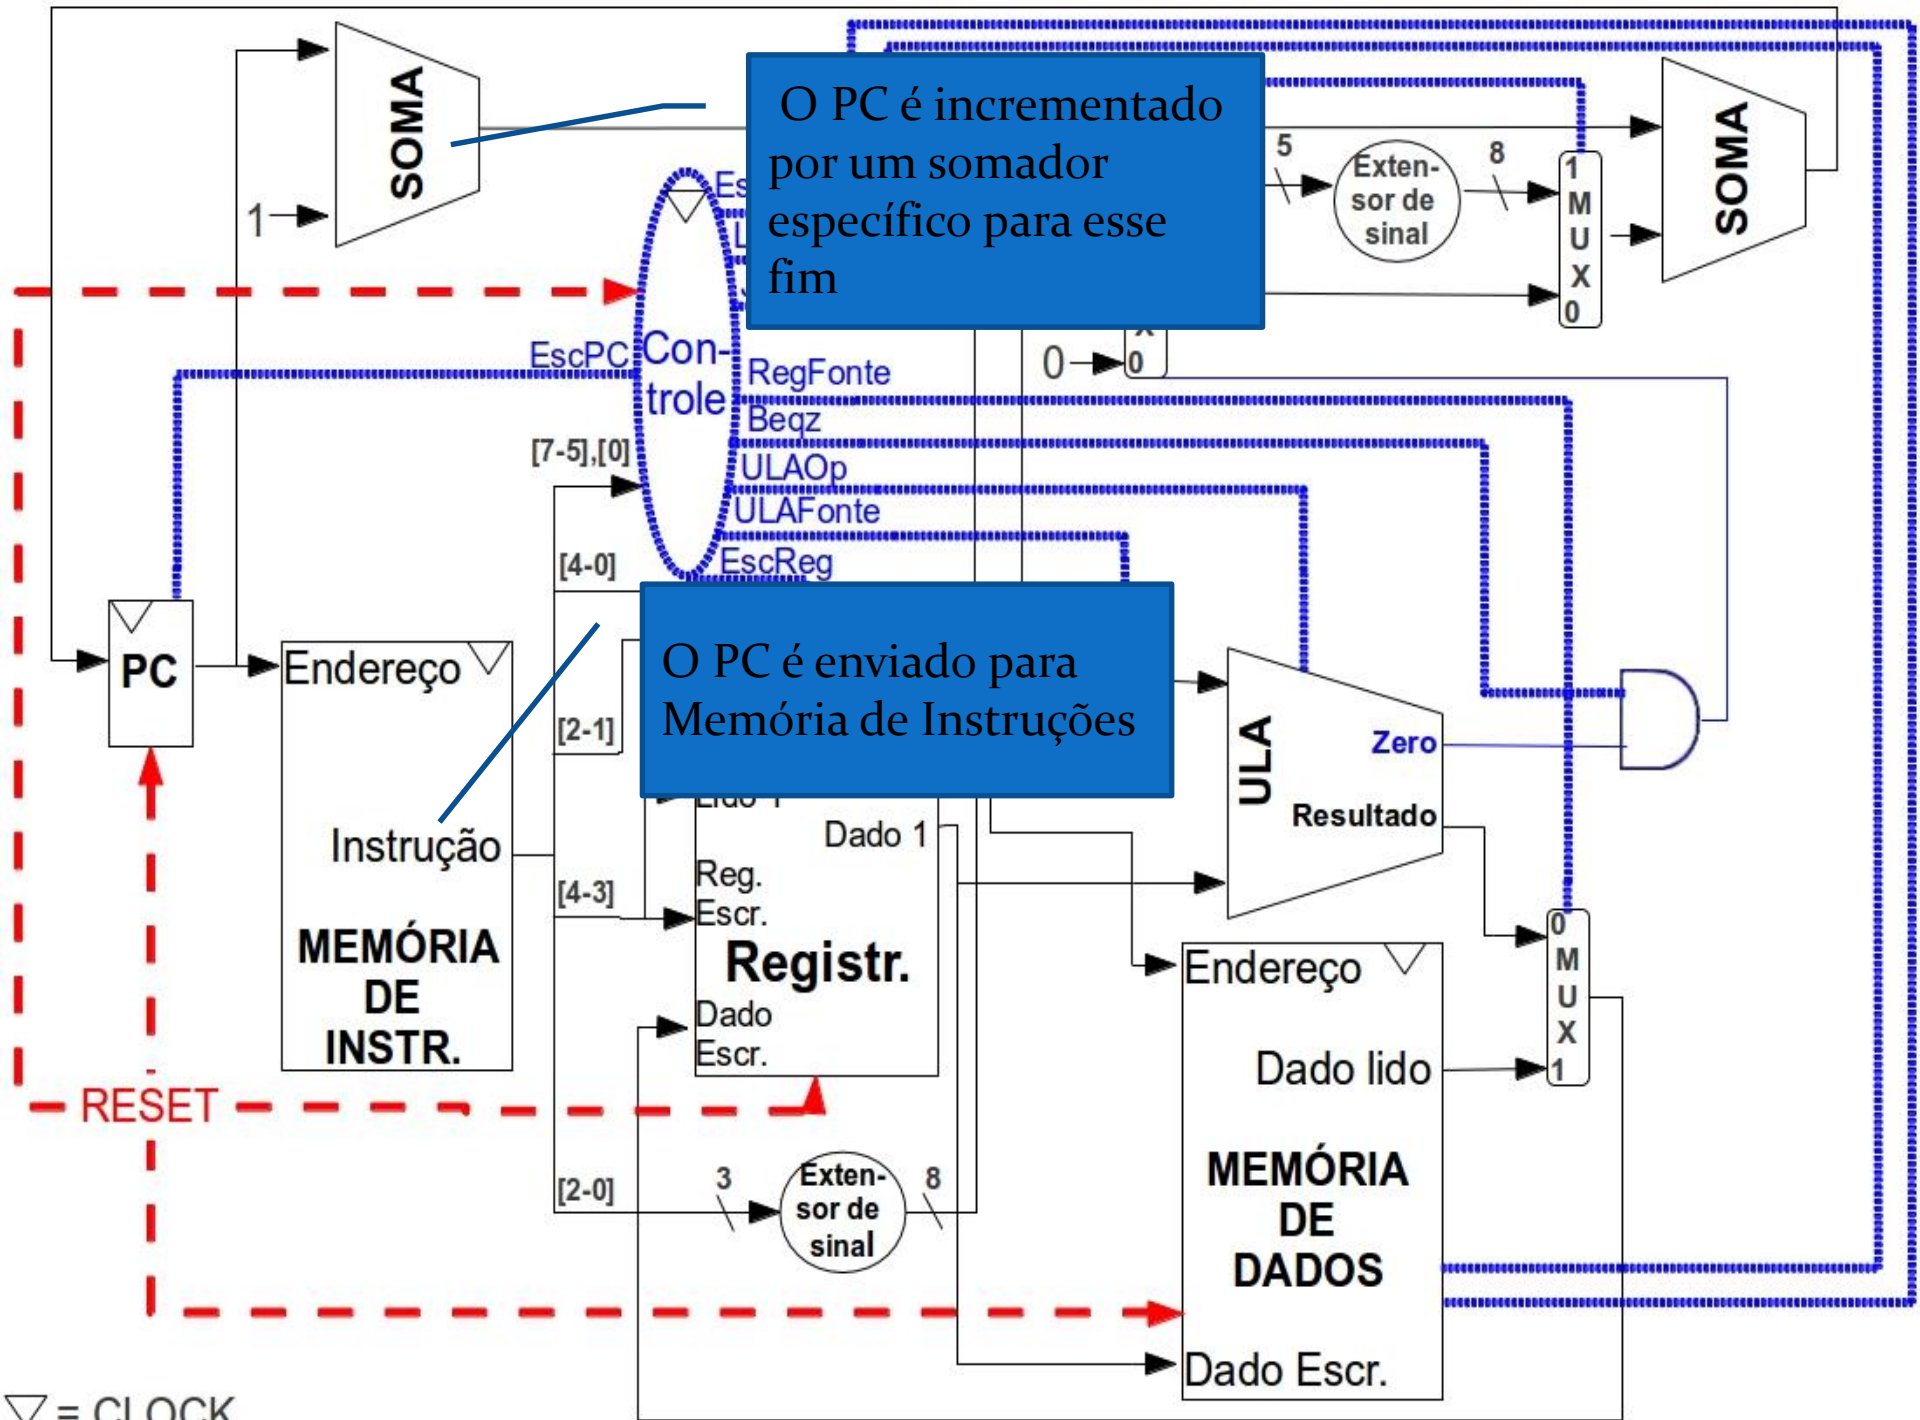 SOMA
O PC é incrementado
por um somador
específico para esse
fim
SOMA
5
Exten-
sor de
sinal
8
1
M
U
X
0
1
EscPC
Con-
trole
0
0
RegFonte
Beqz
[7-5],[0]
ULAOp
ULAFonte
EscReg
[4-0]
O PC é enviado para
Memória de Instruções
PC
Endereço
[2-1]
ULA
Zero
Resultado
Instrução
Dado 1
[4-3]
Reg.
Escr.
Registr.
MEMÓRIA
DE
INSTR.
Dado
Escr.
Endereço
0
M
U
X
1
Dado lido
RESET
MEMÓRIA
DE
DADOS
[2-0]
3
Exten-
sor de
sinal
8
Dado Escr.
= CLOCK